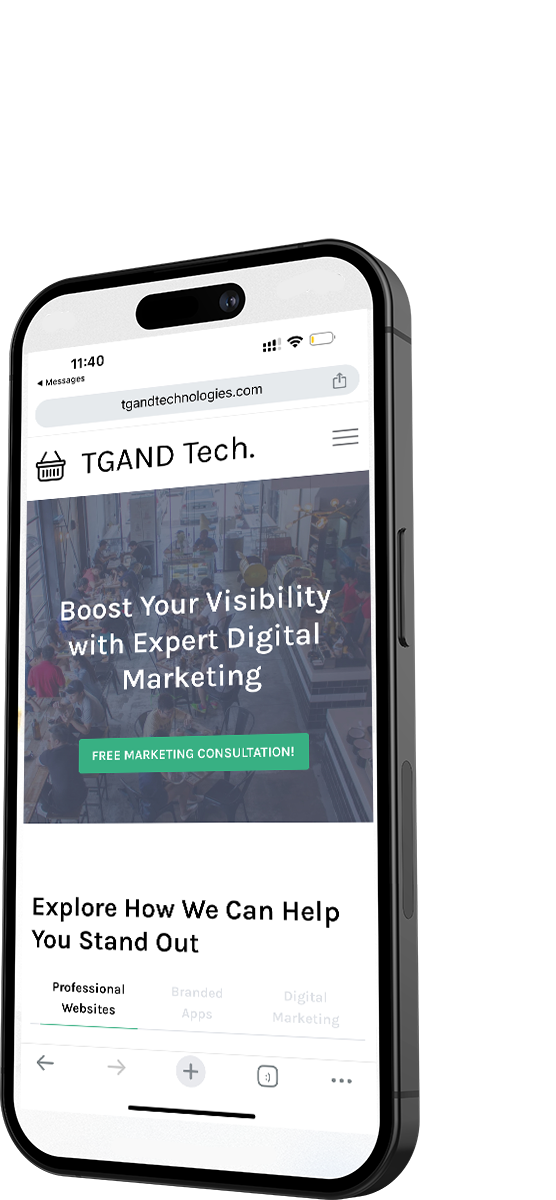 11:40
◀ Messages
tgandtechnologies.com
TGAND Tech.
Boost Your Visibility
with Expert Digital
Marketing
FREE MARKETING CONSULTATION!
Explore How We Can Help
You Stand Out
Professional
Websites
Branded
Apps
Digital
Marketing
:)